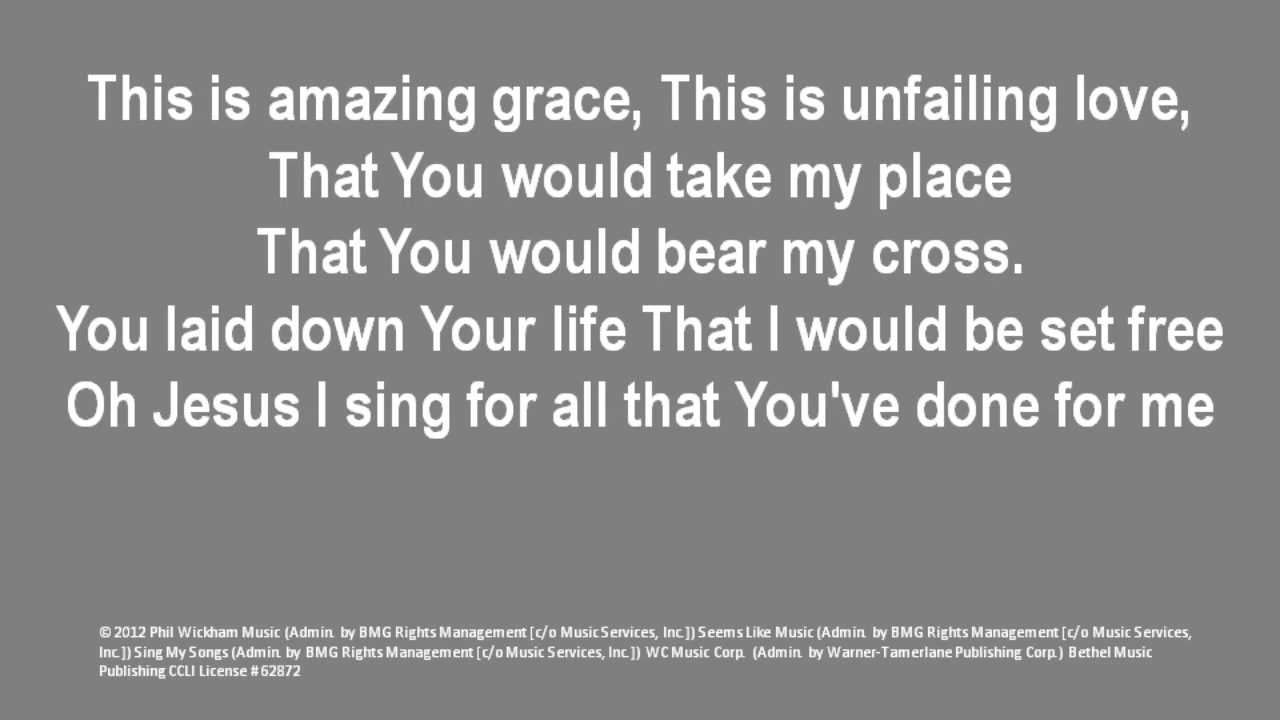 This is amazing grace, This is unfailing love,
That You would take my place
That You would bear my cross.
You laid down Your life That I would be set free
Oh Jesus I sing for all that You've done for me
© 2012 Phil Wickham Music (Admin. by BMG Rights Management [c/o Music Services, Inc.]) Seems Like Music (Admin. by BMG Rights Management [c/o Music Services,
Inc.]) Sing My Songs (Admin. by BMG Rights Management [c/o Music Services, Inc.]) WC Music Corp. (Admin. by Warner-Tamerlane Publishing Corp.) Bethel Music
Publishing CCLI License #62872